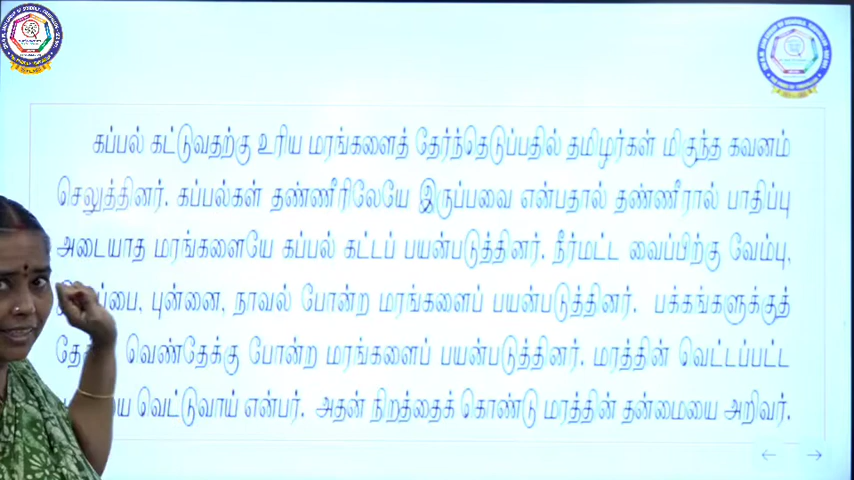 கப்பல் கட்டுவதற்கு உரிய மரங்களைத் தேர்ந்தெடுப்பதில் தமிழர்கள் மிகுந்த கவனம்
செலுத்தினர். கப்பல்கள் தண்ணீரிலேயே இருப்பவை என்பதால் தண்ணீரால் பாதிப்பு
அடையாத மரங்களையே கப்பல் கட்டப் பயன்படுத்தினர். நீர்மட்ட வைப்பிற்கு வேம்பு,
புன்னை, நாவல் போன்ற மரங்களைப் பயன்படுத்தினர். பக்கங்களுக்குத்
வெண்தேக்கு போன்ற மரங்களைப் பயன்படுத்தினர். மரத்தின் வெட்டப்பட்ட
வெட்டுவாய் என்பர். அதன் நிறத்தைக் கொண்டு மரத்தின் தன்மையை அறிவர்.